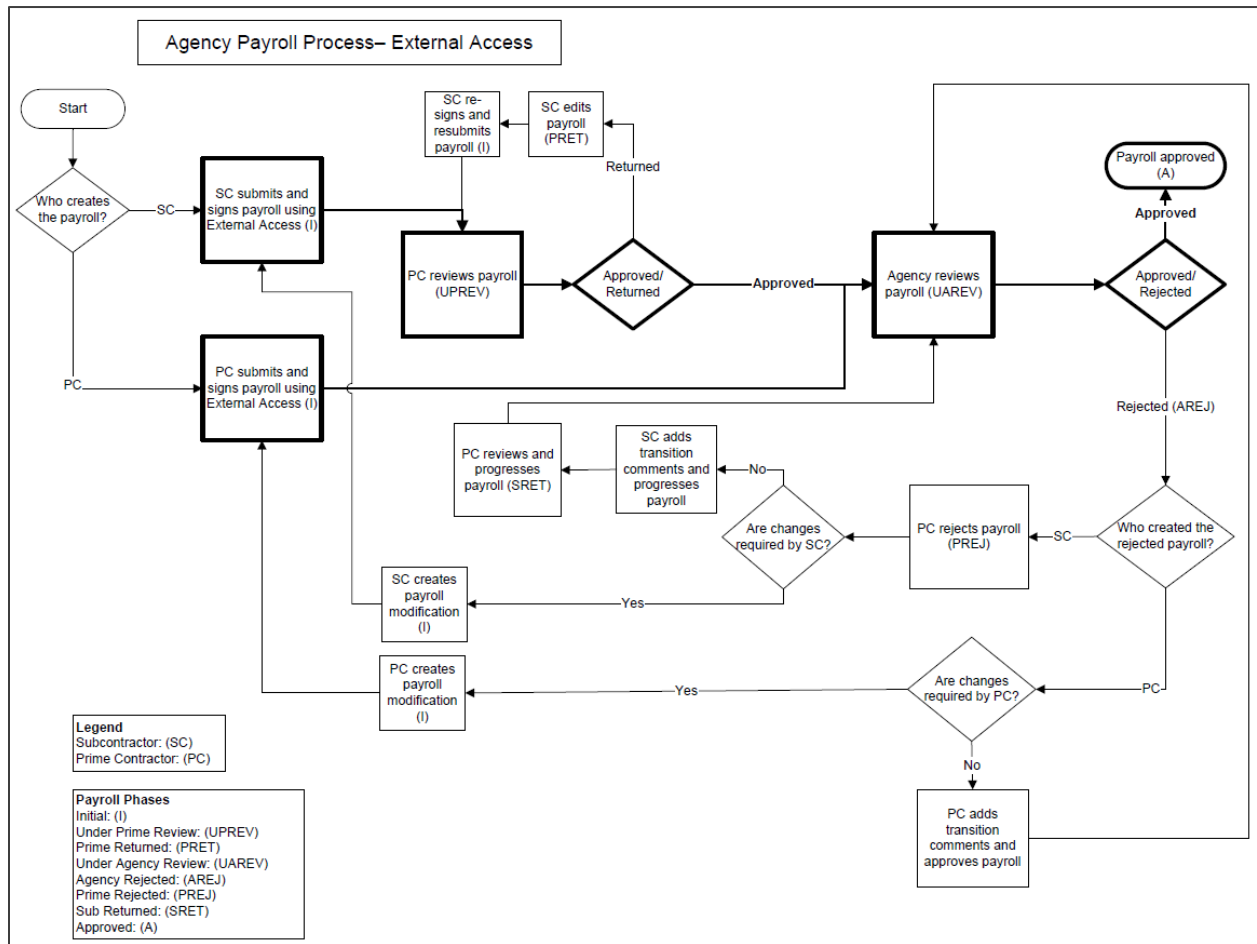 Agency Payroll Process– External Access
Start
Who creates
the payroll?
SC
PC
SC submits and
signs payroll using
External Access (I)
PC submits and
signs payroll using
External Access (I)
SC re-
signs and
resubmits
payroll (I)
SC edits
payroll
(PRET)
Returned
PC reviews payroll
(UPREV)
Approved/
Returned
Approved
Agency reviews
payroll (UAREV)
Approved/
Rejected
Approved
Payroll approved
(A)
Rejected (AREJ)
Who created the
rejected payroll?
SC
PC rejects payroll
(PREJ)
Are changes
required by SC?
No
SC adds
transition
comments and
progresses
payroll
PC reviews and
progresses
payroll (SRET)
Yes
SC creates
payroll
modification
(I)
PC
Are changes
required by PC?
Yes
PC creates
payroll
modification
(I)
No
PC adds
transition
comments and
approves payroll
Legend
Subcontractor: (SC)
Prime Contractor: (PC)
Payroll Phases
Initial: (I)
Under Prime Review: (UPREV)
Prime Returned: (PRET)
Under Agency Review: (UAREV)
Agency Rejected: (AREJ)
Prime Rejected: (PREJ)
Sub Returned: (SRET)
Approved: (A)